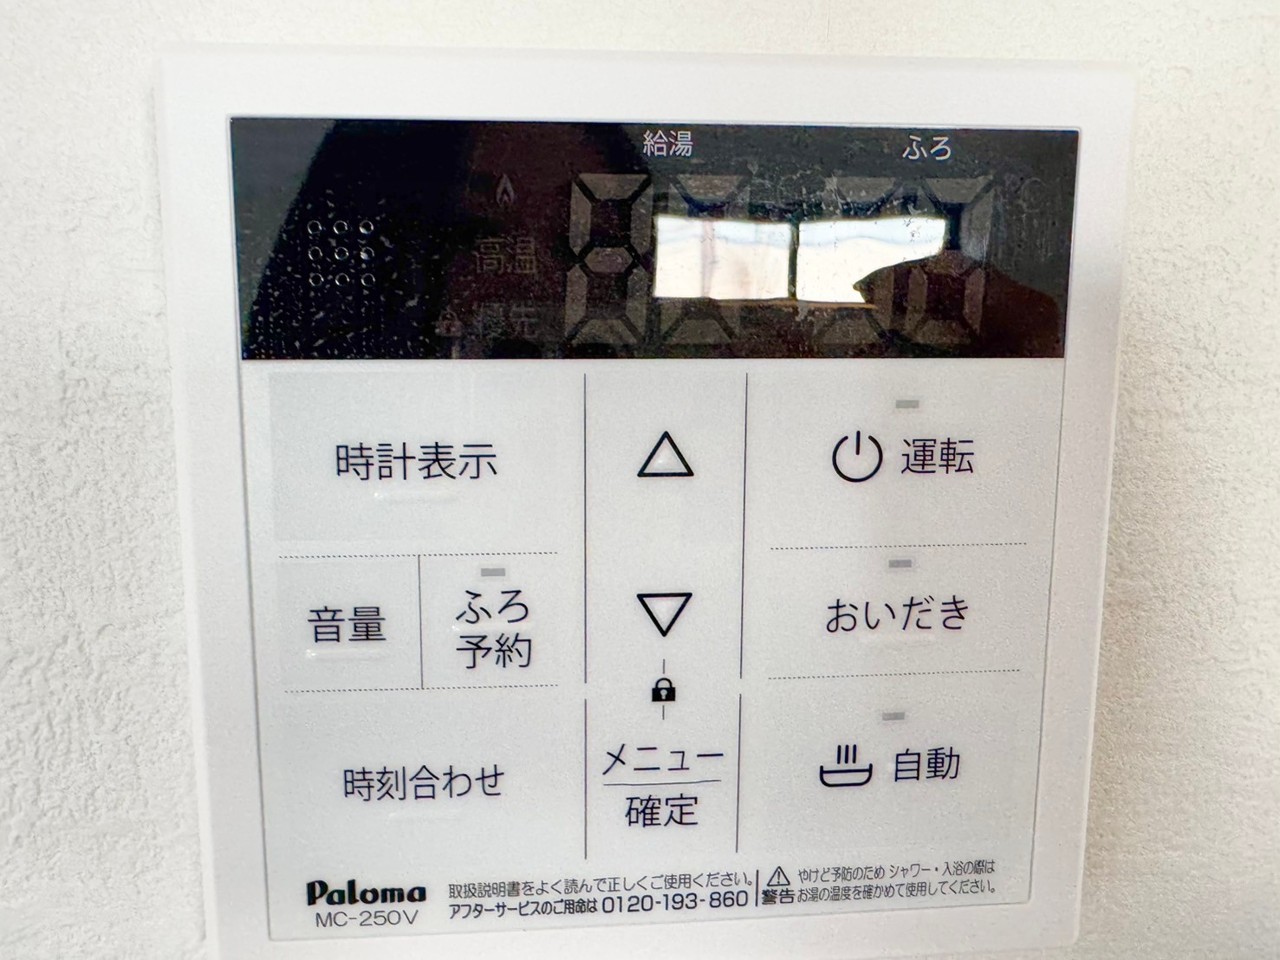 給湯 ふろ
高温
優先
時計表示
運転
音量
ふろ
予約
おいだき
時刻合わせ
メニュー
確定
自動
Paloma
MC-250V
取扱説明書をよく読んで正しくご使用ください。
アフターサービスのご用命は 0120-193-860
警告
やけど予防のため シャワー・入浴の際は
お湯の温度を確かめて使用してください。